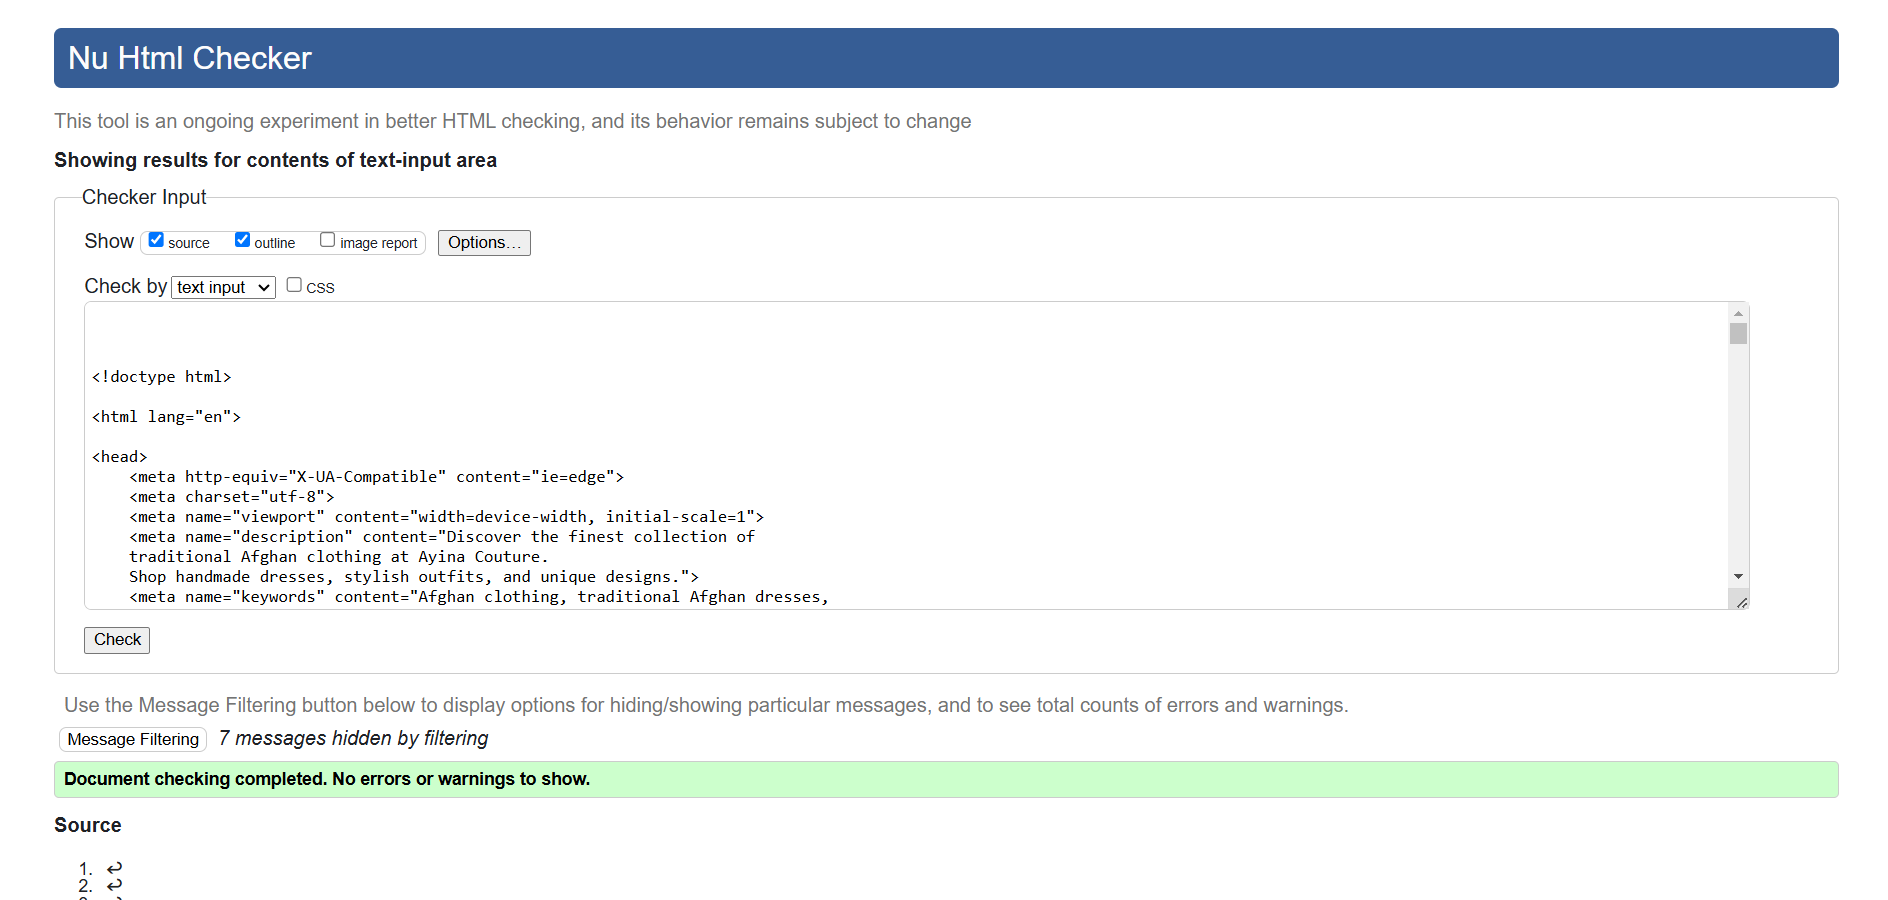 Nu Html Checker
This tool is an ongoing experiment in better HTML checking, and its behavior remains subject to change
Showing results for contents of text-input area
Checker Input
Show source outline image report Options...
Check by text input CSS
<!doctype html>
<html lang="en">
<head>
<meta http-equiv="X-UA-Compatible" content="ie=edge">
<meta charset="utf-8">
<meta name="viewport" content="width=device-width, initial-scale=1">
<meta name="description" content="Discover the finest collection of
traditional Afghan clothing at Ayina Couture.
Shop handmade dresses, stylish outfits, and unique designs.">
<meta name="keywords" content="Afghan clothing, traditional Afghan dresses,
Check
Use the Message Filtering button below to display options for hiding/showing particular messages, and to see total counts of errors and warnings.
Message Filtering 7 messages hidden by filtering
Document checking completed. No errors or warnings to show.
Source
1. ↩
2. ↩